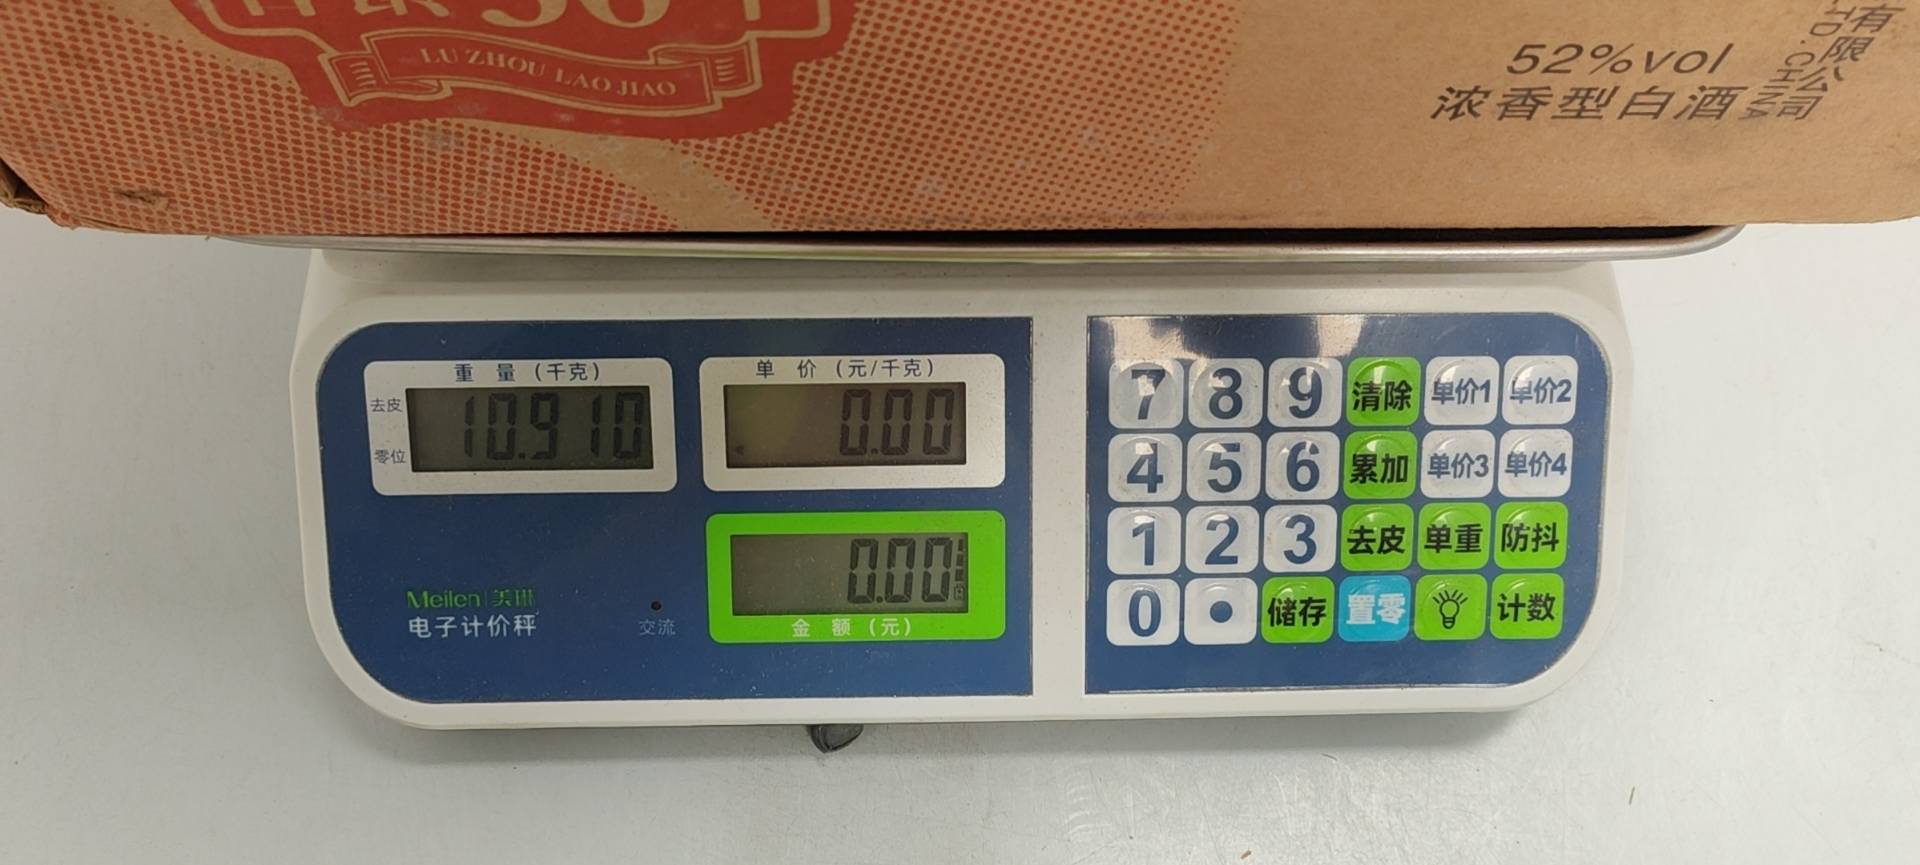 LU ZHOU LAO JIAO
52%vol
浓香型白酒
有限公司
重 量 (千克)
去皮
零位
10.910
单 价 (元/千克)
0.00
0.00
金 额 (元)
Meilen 美琳
电子计价秤
交流
7 8 9 清除 单价1 单价2
4 5 6 累加 单价3 单价4
1 2 3 去皮 单重 防抖
0 • 储存 置零 计数